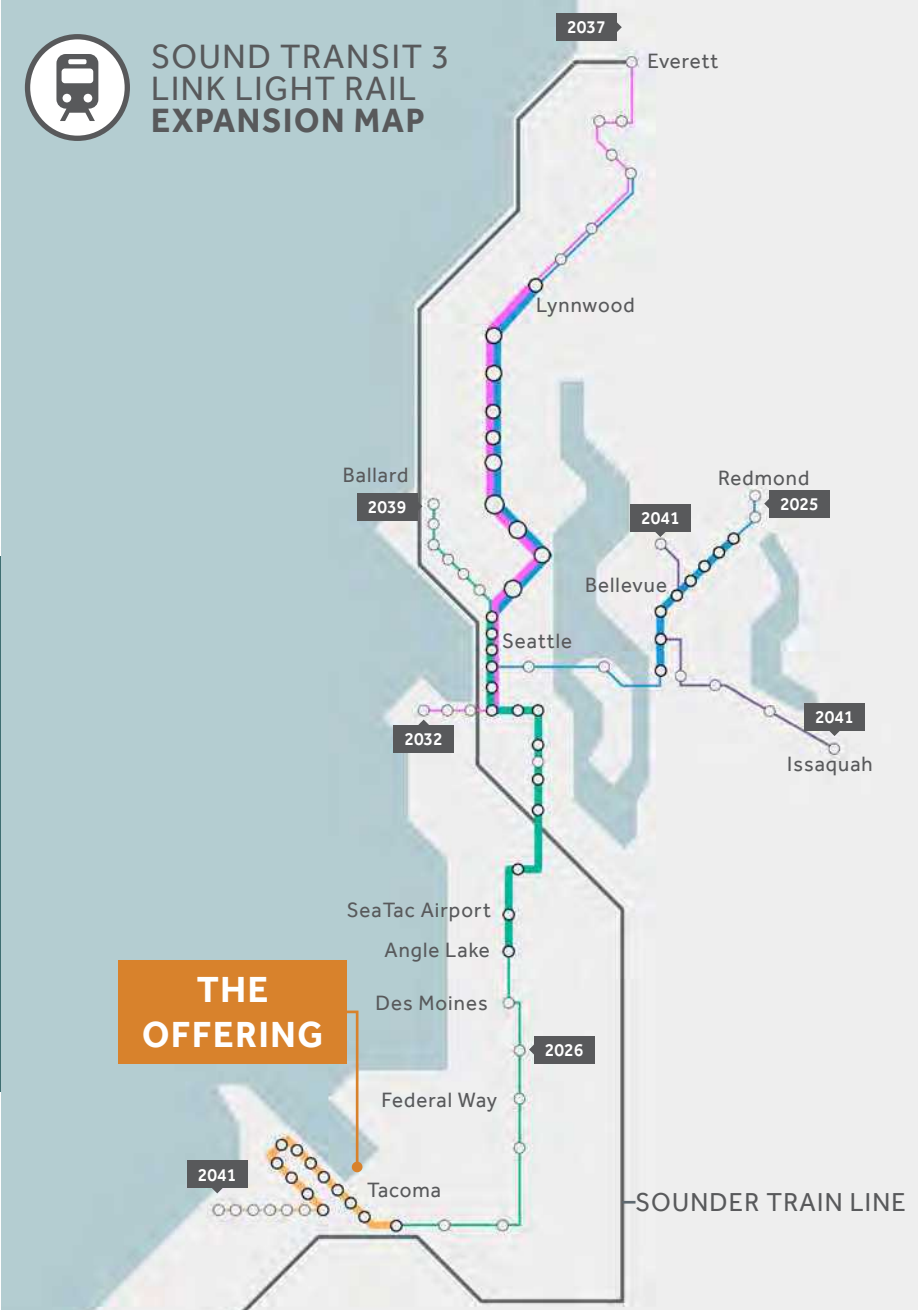 SOUND TRANSIT 3
LINK LIGHT RAIL
EXPANSION MAP
2037
Everett
Lynnwood
Ballard
2039
Redmond
2025
2041
Bellevue
Seattle
2032
2041
Issaquah
SeaTac Airport
Angle Lake
Des Moines
THE
OFFERING
2026
Federal Way
2041
Tacoma
SOUNDER TRAIN LINE